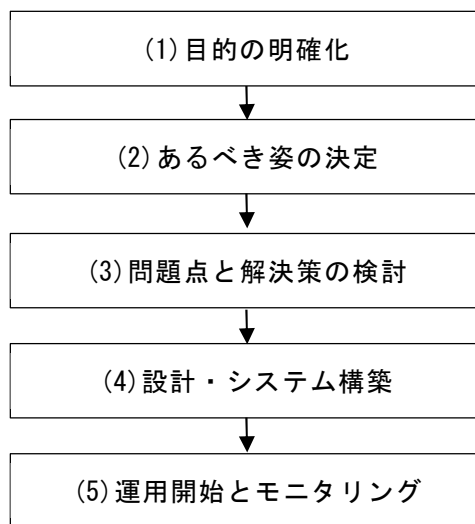 (1)目的の明確化
(2)あるべき姿の決定
(3)問題点と解決策の検討
(4)設計・システム構築
(5)運用開始とモニタリング